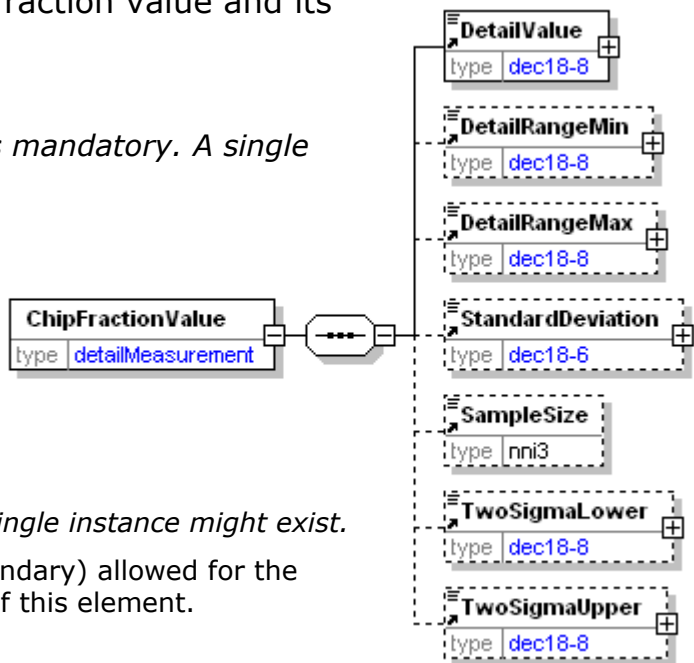 raction value and its
s mandatory. A single
ingle instance might exist.
ndary) allowed for the
f this element.
ChipFractionValue
type detailMeasurement
DetailValue
type dec18-8
DetailRangeMin
type dec18-8
DetailRangeMax
type dec18-8
StandardDeviation
type dec18-6
SampleSize
type nni3
TwoSigmaLower
type dec18-8
TwoSigmaUpper
type dec18-8